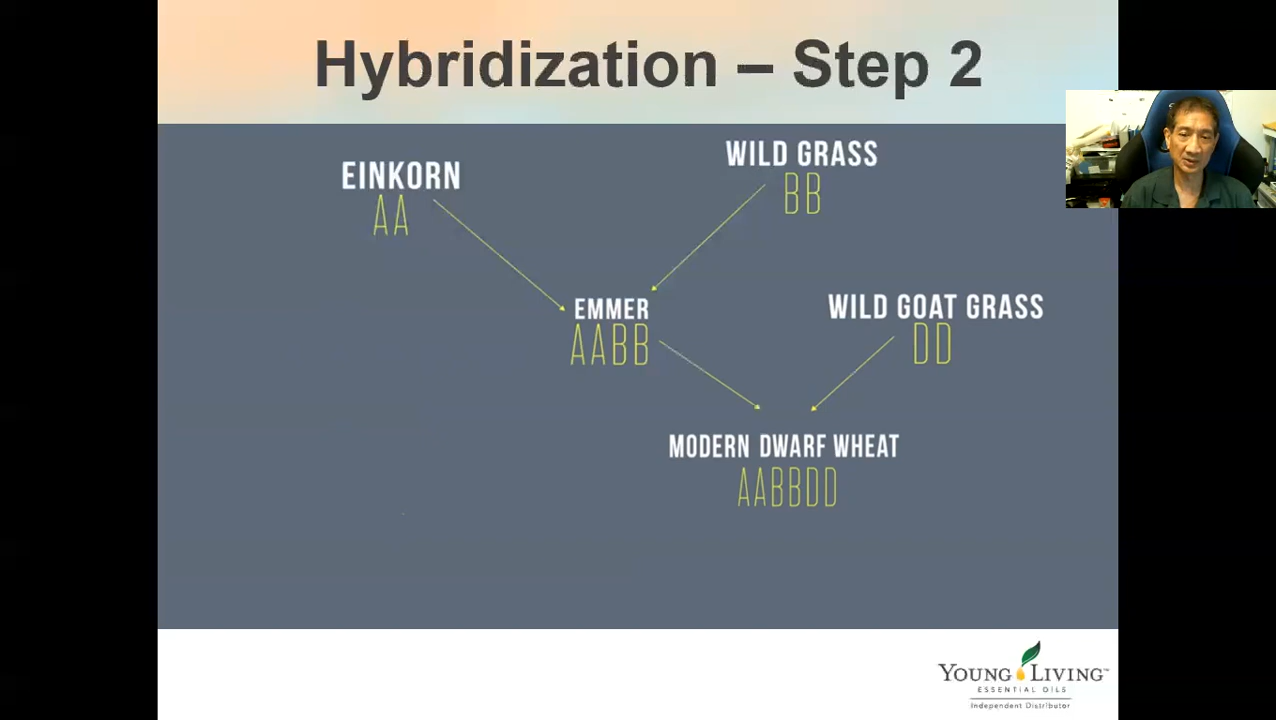 Hybridization – Step 2
EINKORN
AA
WILD GRASS
BB
EMMER
AABB
WILD GOAT GRASS
DD
MODERN DWARF WHEAT
AABBDD
YOUNG LIVING™
ESSENTIAL OILS
Independent Distributor